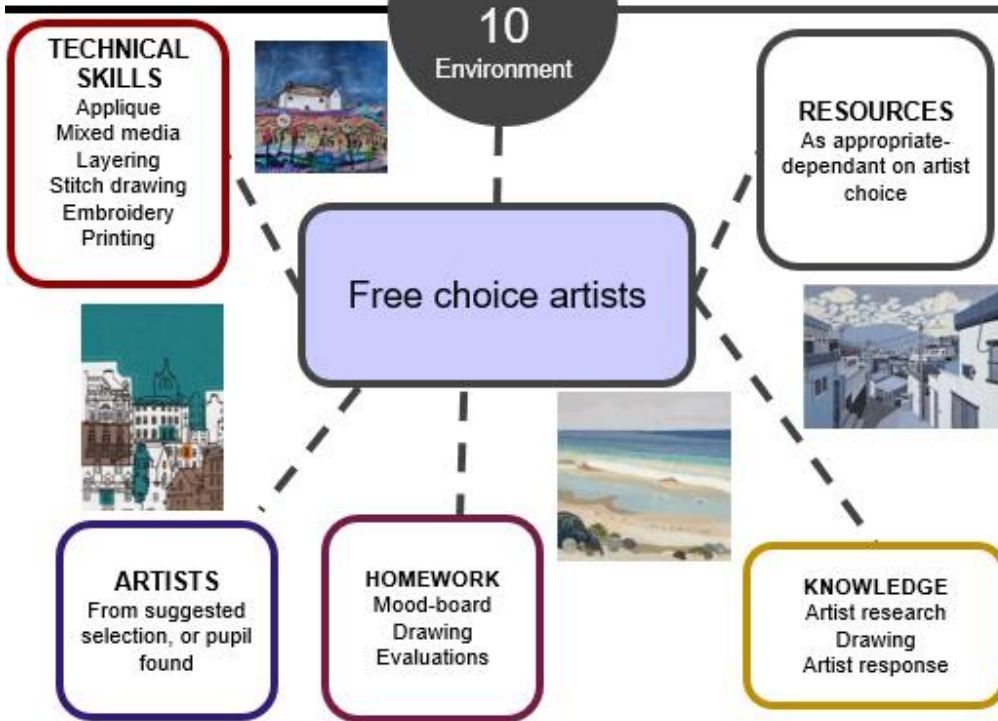 10
Environment
TECHNICAL
SKILLS
Applique
Mixed media
Layering
Stitch drawing
Embroidery
Printing
RESOURCES
As appropriate-
dependant on artist
choice
Free choice artists
ARTISTS
From suggested
selection, or pupil
found
HOMEWORK
Mood-board
Drawing
Evaluations
KNOWLEDGE
Artist research
Drawing
Artist response